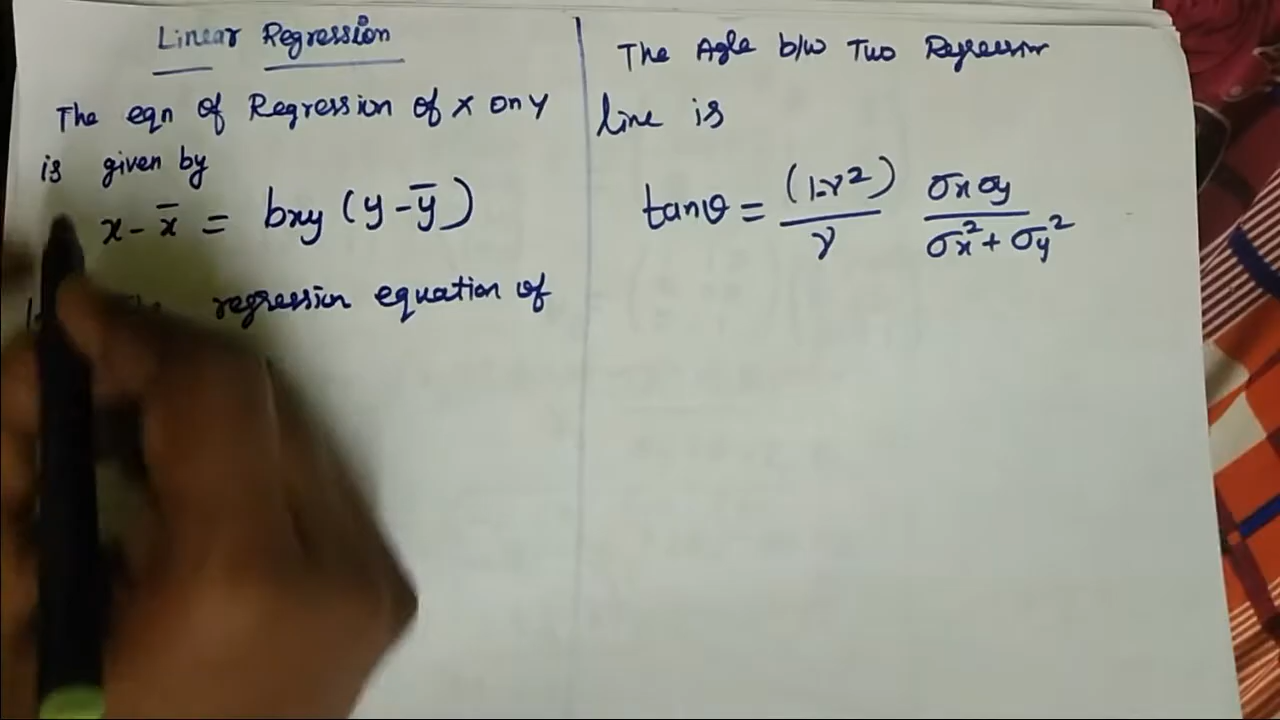 Linear Regression
The eqn of Regression of x on y
is given by
x - x̄ = bxy (y - ȳ)
regression equation of
The Agle b/w Two Regression
line is
tanθ = (1-r²)/r σxσy/σx²+σy²